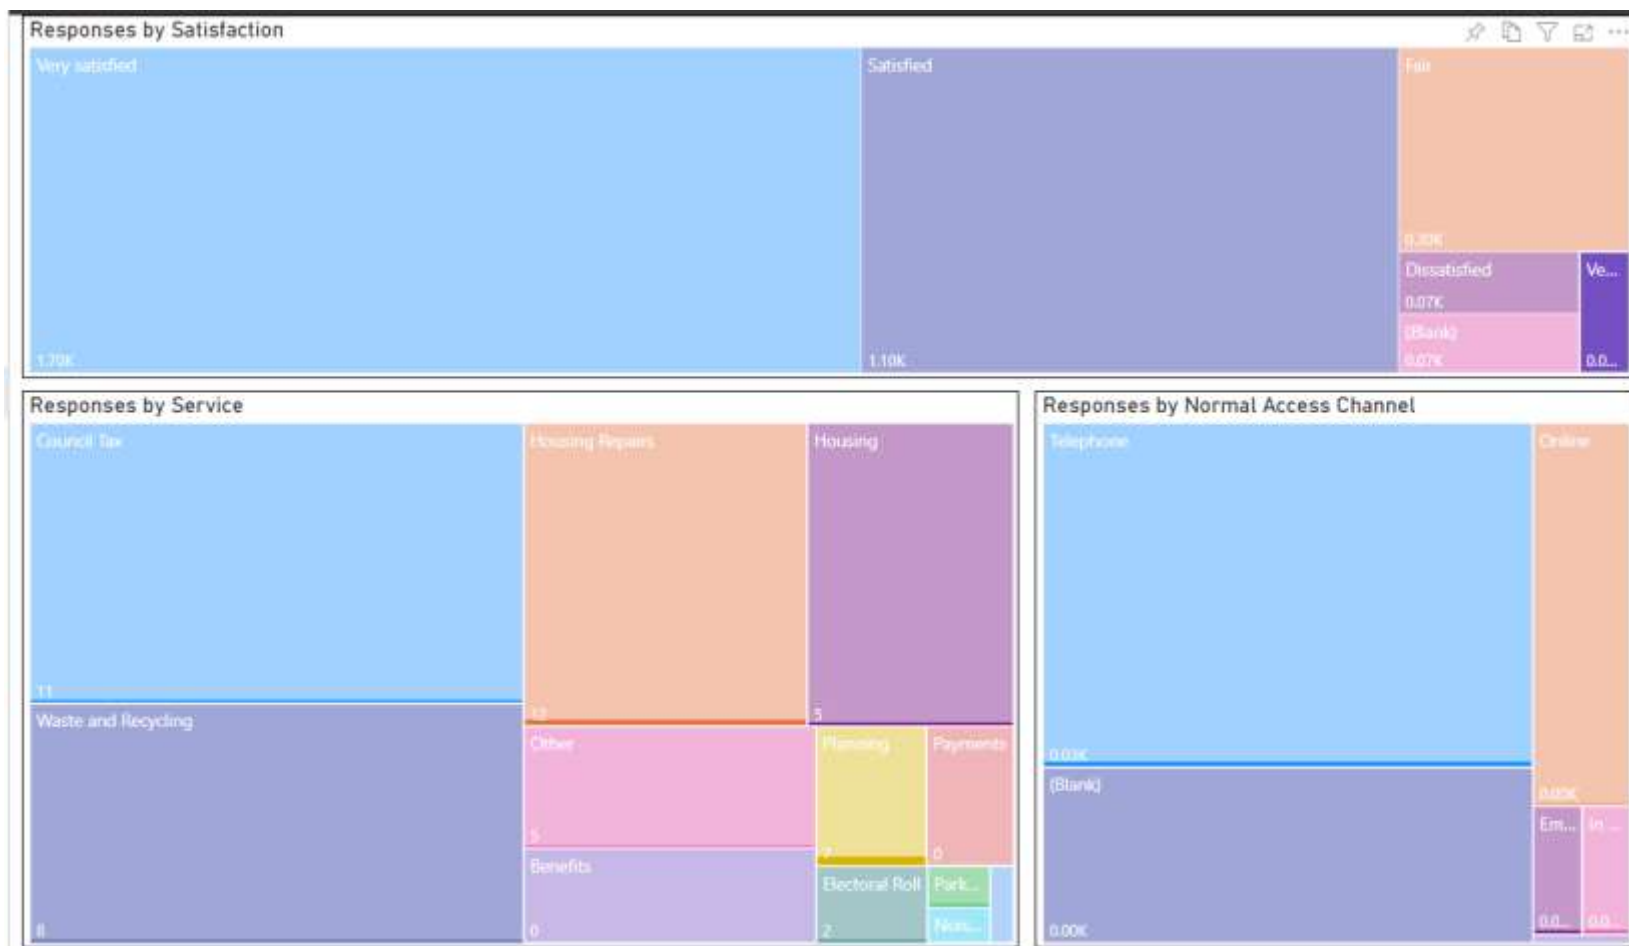 Responses by Satisfaction
Very satisfied
1.70K
Satisfied
1.10K
Fair
0.30K
Dissatisfied
0.07K
(Blank)
0.07K
Ve...
0.0...
Responses by Service
Council Tax
11
Waste and Recycling
8
Housing Repairs
12
Housing
5
Other
5
Benefits
0
Planning
7
Payments
0
Electoral Roll
2
Park...
Non...
Responses by Normal Access Channel
Telephone
0.03K
(Blank)
0.00K
Online
0.00K
Em...
0.0...
In ...
0.0...